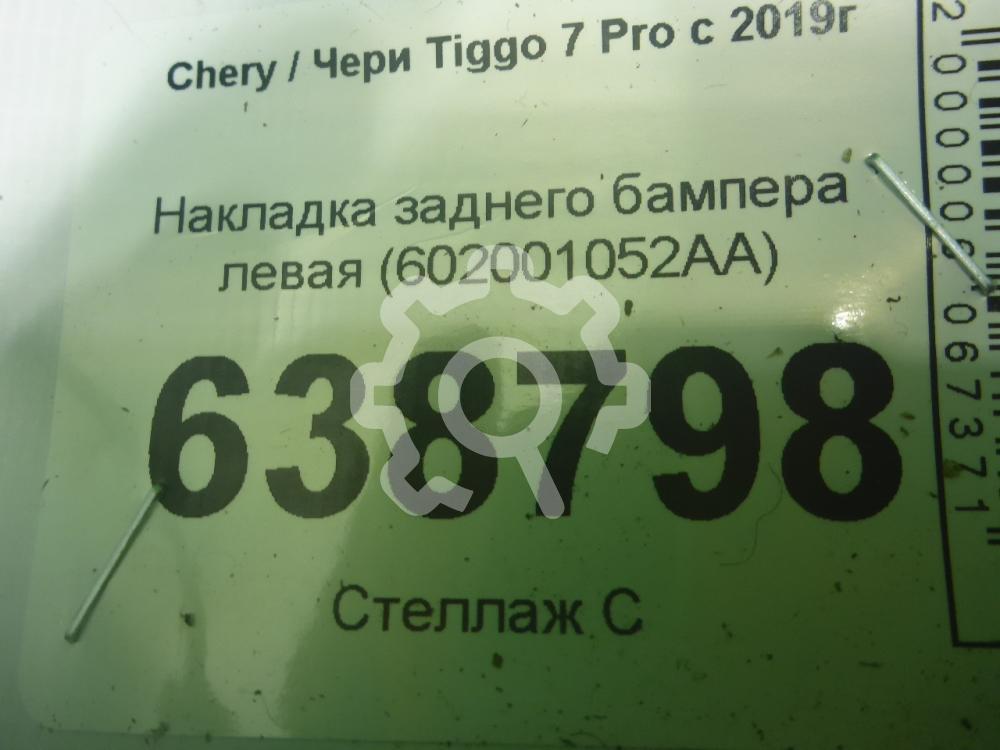 Chery / Чери Tiggo 7 Pro с 2019г
Накладка заднего бампера
левая (602001052AA)
638798
Стеллаж С